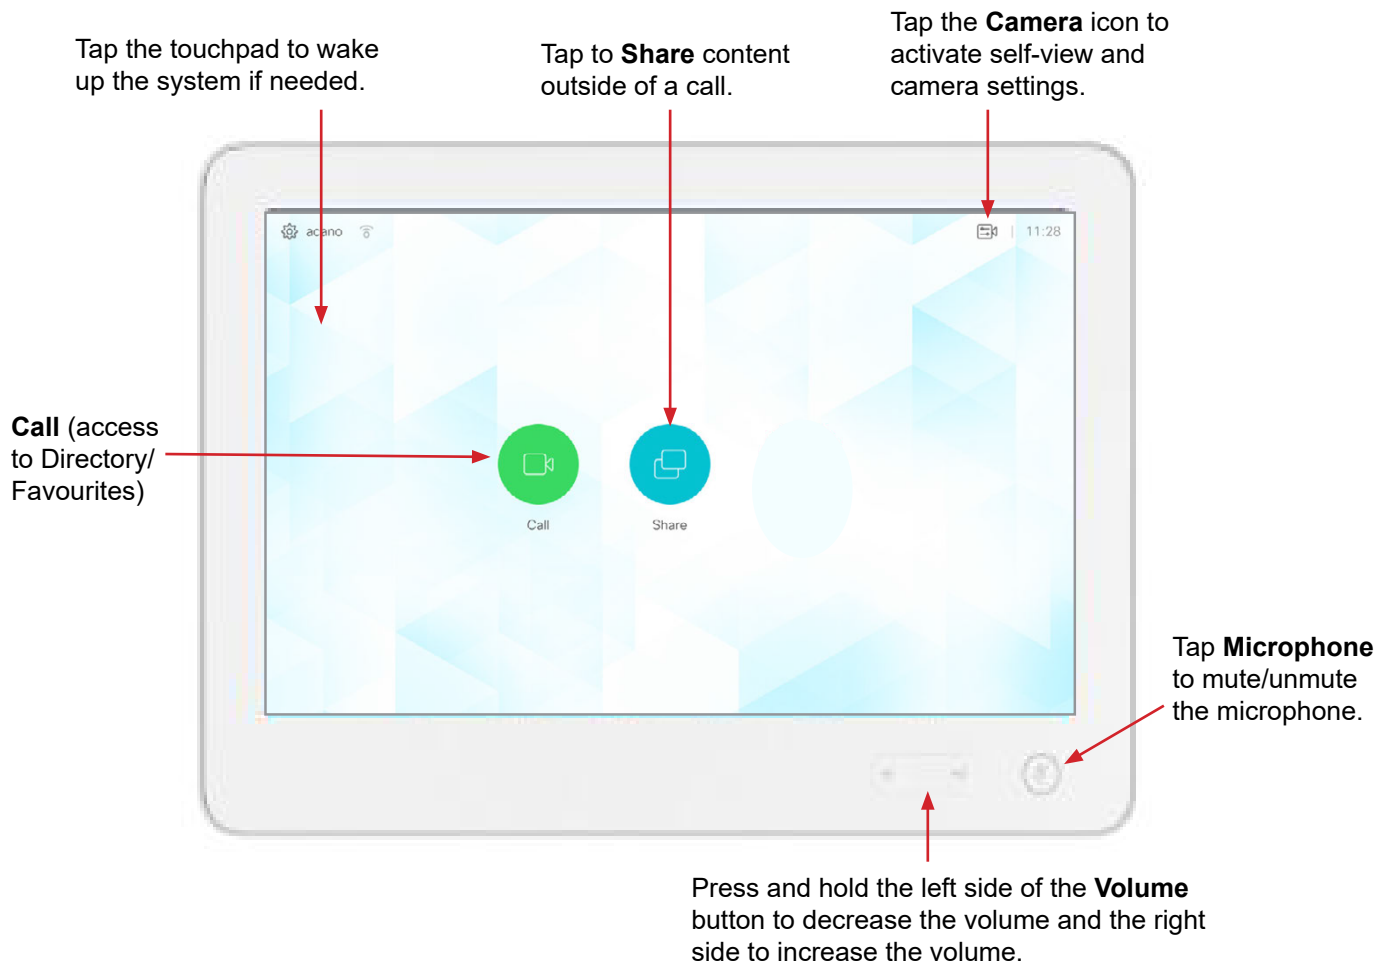 Tap the touchpad to wake
up the system if needed.
Tap to Share content
outside of a call.
Tap the Camera icon to
activate self-view and
camera settings.
acano
11:28
Call (access
to Directory/
Favourites)
Call
Share
Tap Microphone
to mute/unmute
the microphone.
Press and hold the left side of the Volume
button to decrease the volume and the right
side to increase the volume.